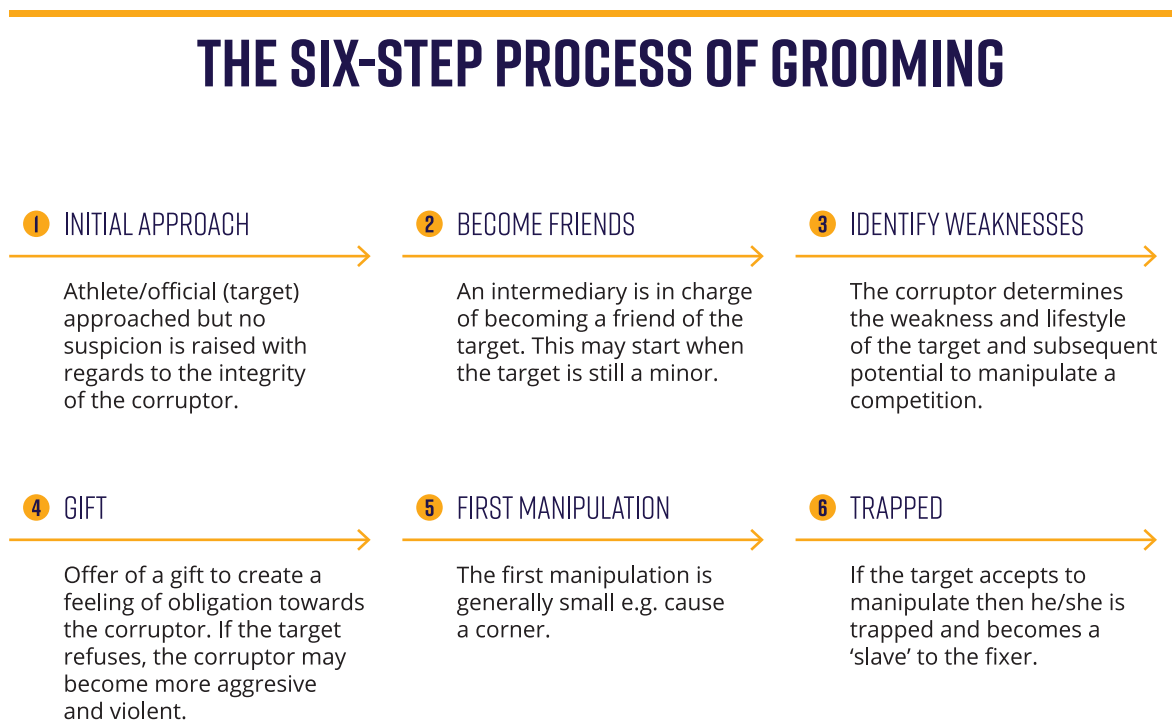 THE SIX-STEP PROCESS OF GROOMING
1 INITIAL APPROACH
Athlete/official (target)
approached but no
suspicion is raised with
regards to the integrity
of the corruptor.
2 BECOME FRIENDS
An intermediary is in charge
of becoming a friend of the
target. This may start when
the target is still a minor.
3 IDENTIFY WEAKNESSES
The corruptor determines
the weakness and lifestyle
of the target and subsequent
potential to manipulate a
competition.
4 GIFT
Offer of a gift to create a
feeling of obligation towards
the corruptor. If the target
refuses, the corruptor may
become more aggresive
and violent.
5 FIRST MANIPULATION
The first manipulation is
generally small e.g. cause
a corner.
6 TRAPPED
If the target accepts to
manipulate then he/she is
trapped and becomes a
‘slave’ to the fixer.